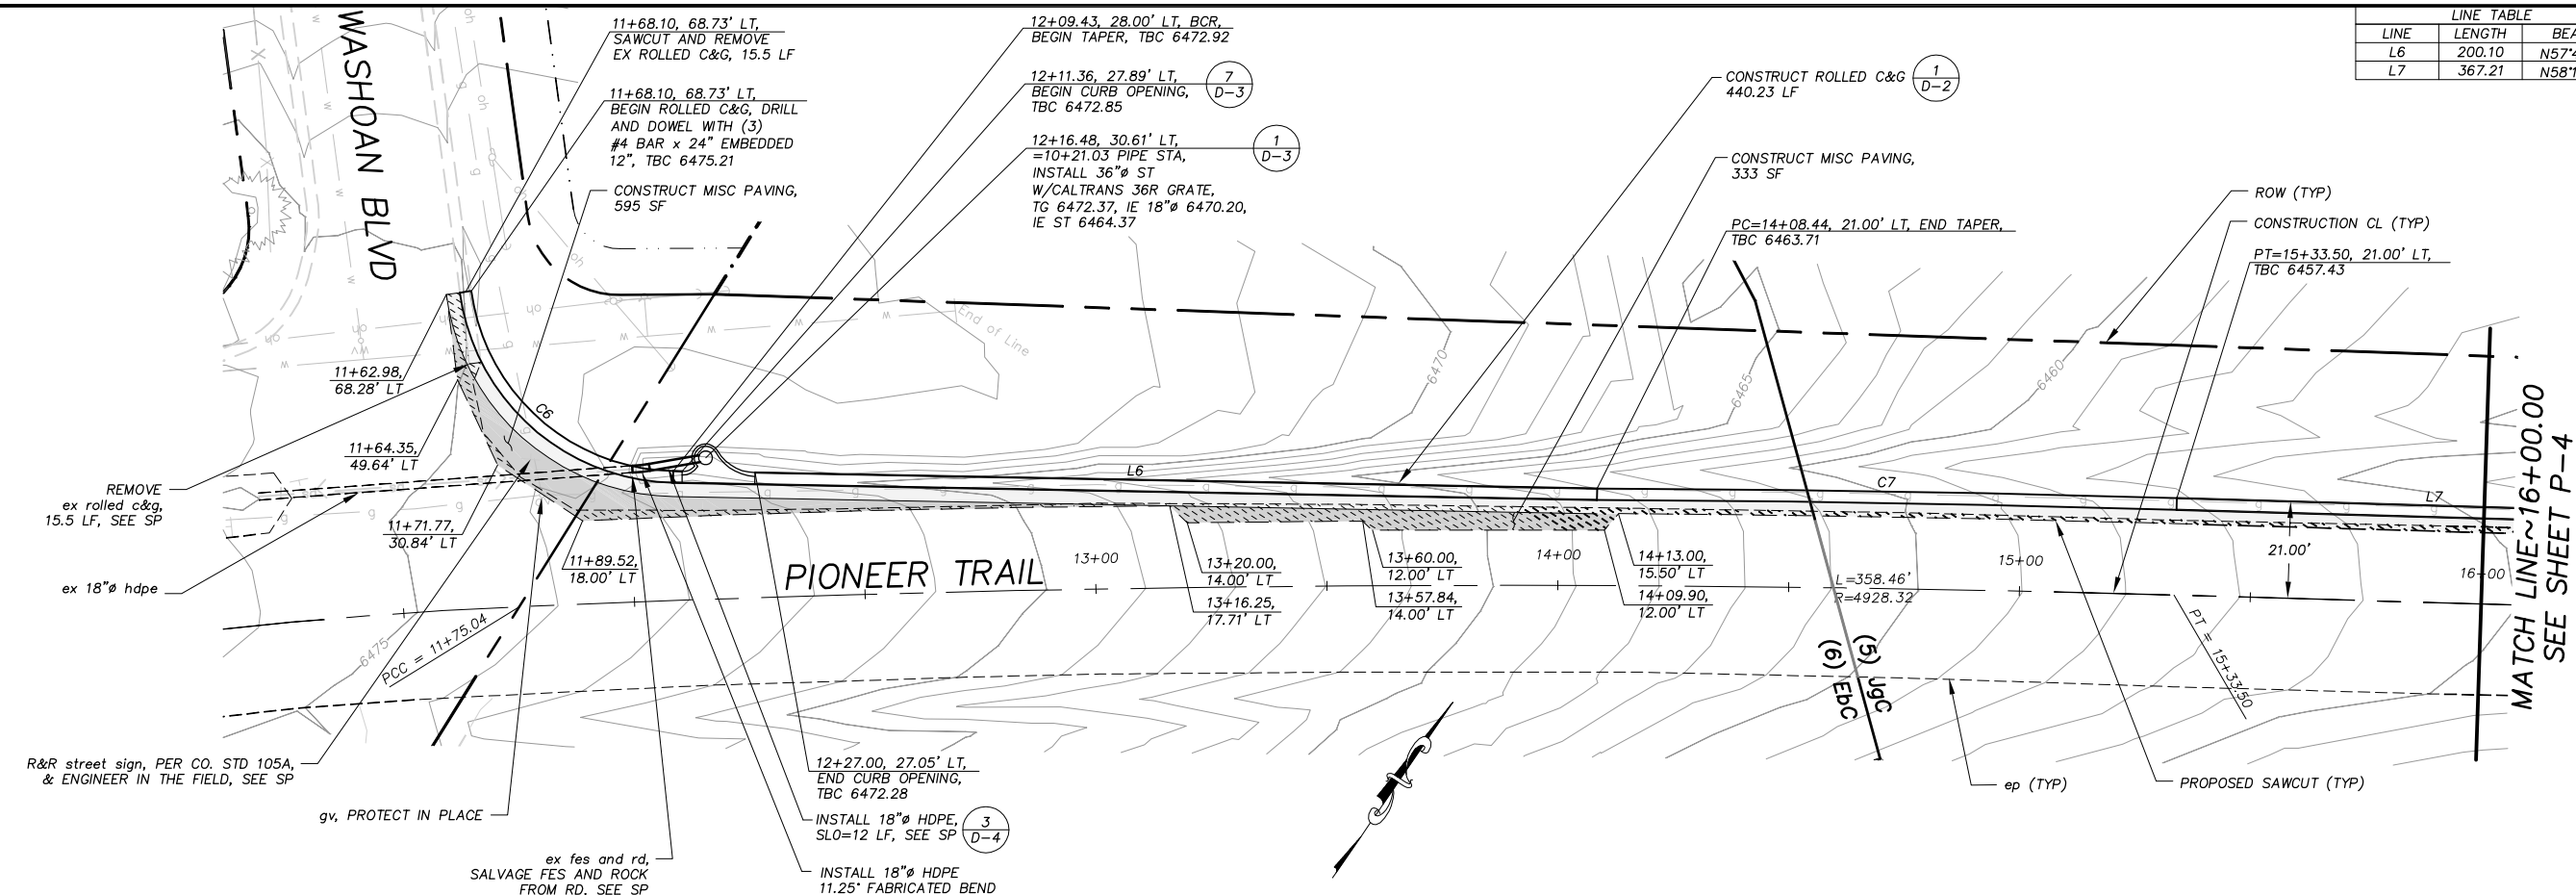 LINE TABLE
LINE LENGTH
L6 200.10
L7 367.21
WASHOAN BLVD
11+68.10, 68.73' LT,
SAWCUT AND REMOVE
EX ROLLED C&G, 15.5 LF
11+68.10, 68.73' LT,
BEGIN ROLLED C&G, DRILL
AND DOWEL WITH (3)
#4 BAR x 24" EMBEDDED
12", TBC 6475.21
CONSTRUCT MISC PAVING,
595 SF
12+09.43, 28.00' LT, BCR,
BEGIN TAPER, TBC 6472.92
12+11.36, 27.89' LT,
BEGIN CURB OPENING,
TBC 6472.85
7
D-3
12+16.48, 30.61' LT,
=10+21.03 PIPE STA,
INSTALL 36"ø ST
W/CALTRANS 36R GRATE,
TG 6472.37, IE 18"ø 6470.20,
IE ST 6464.37
1
D-3
CONSTRUCT ROLLED C&G
440.23 LF
1
D-2
CONSTRUCT MISC PAVING,
333 SF
PC=14+08.44, 21.00' LT, END TAPER,
TBC 6463.71
ROW (TYP)
CONSTRUCTION CL (TYP)
PT=15+33.50, 21.00' LT,
TBC 6457.43
End of Line
6470
6465
6460
11+62.98,
68.28' LT
C6
11+64.35,
49.64' LT
L6
C7
L7
REMOVE
ex rolled c&g,
15.5 LF, SEE SP
11+71.77,
30.84' LT
ex 18"ø hdpe
11+89.52,
18.00' LT
PIONEER TRAIL
13+00
13+20.00,
14.00' LT
13+16.25,
17.71' LT
13+60.00,
12.00' LT
13+57.84,
14.00' LT
14+00
14+13.00,
15.50' LT
14+09.90,
12.00' LT
L=358.46'
R=4928.32
15+00
21.00'
16+00
MATCH LINE~16+00.00
SEE SHEET P-4
6475
PCC = 11+75.04
(5) JgC
(6) EbC
PT = 15+33.50
R&R street sign, PER CO. STD 105A,
& ENGINEER IN THE FIELD, SEE SP
gv, PROTECT IN PLACE
ex fes and rd,
SALVAGE FES AND ROCK
FROM RD, SEE SP
12+27.00, 27.05' LT,
END CURB OPENING,
TBC 6472.28
INSTALL 18"ø HDPE,
SLO=12 LF, SEE SP
3
D-4
INSTALL 18"ø HDPE
11.25° FABRICATED BEND
ep (TYP)
PROPOSED SAWCUT (TYP)